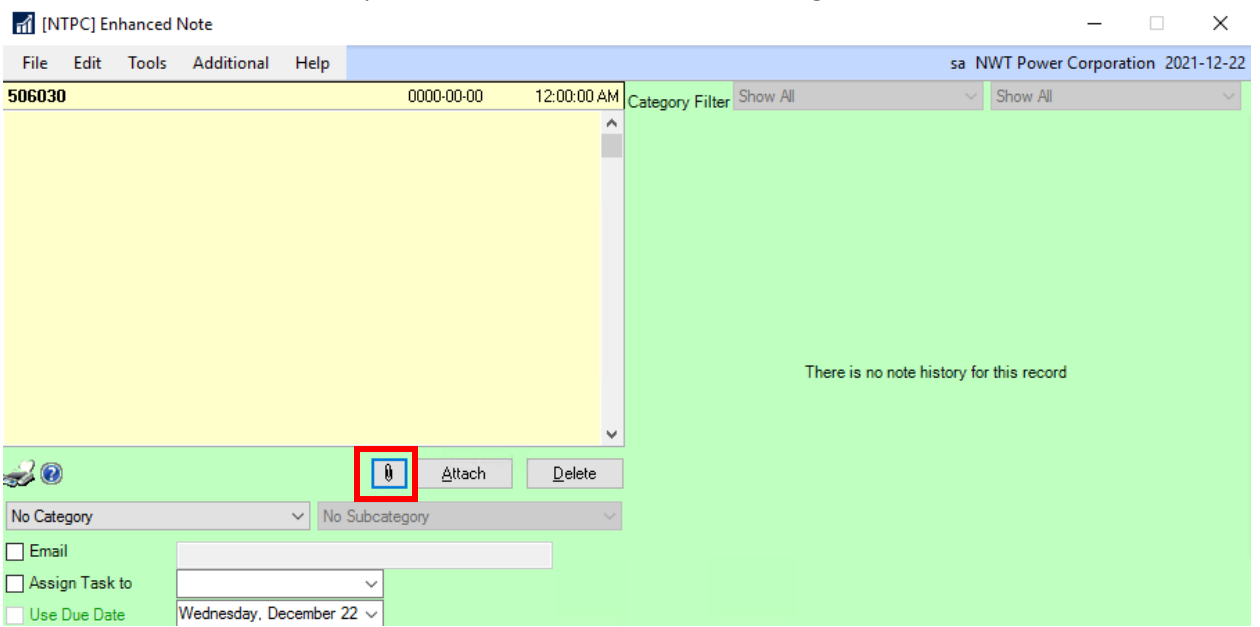 [NTPC] Enhanced Note
File Edit Tools Additional Help sa NWT Power Corporation 2021-12-22
506030 0000-00-00 12:00:00 AM Category Filter Show All Show All
There is no note history for this record
Attach Delete
No Category No Subcategory
Email
Assign Task to
Use Due Date Wednesday, December 22